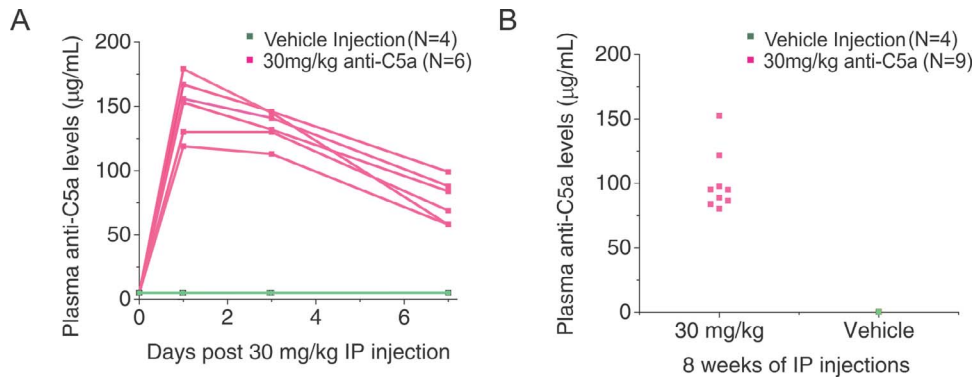 A
Vehicle Injection (N=4)
30mg/kg anti-C5a (N=6)
Plasma anti-C5a levels (µg/mL)
200
150
100
50
0
0 2 4 6
Days post 30 mg/kg IP injection
B
Vehicle Injection (N=4)
30mg/kg anti-C5a (N=9)
Plasma anti-C5a levels (µg/mL)
200
150
100
50
0
30 mg/kg Vehicle
8 weeks of IP injections